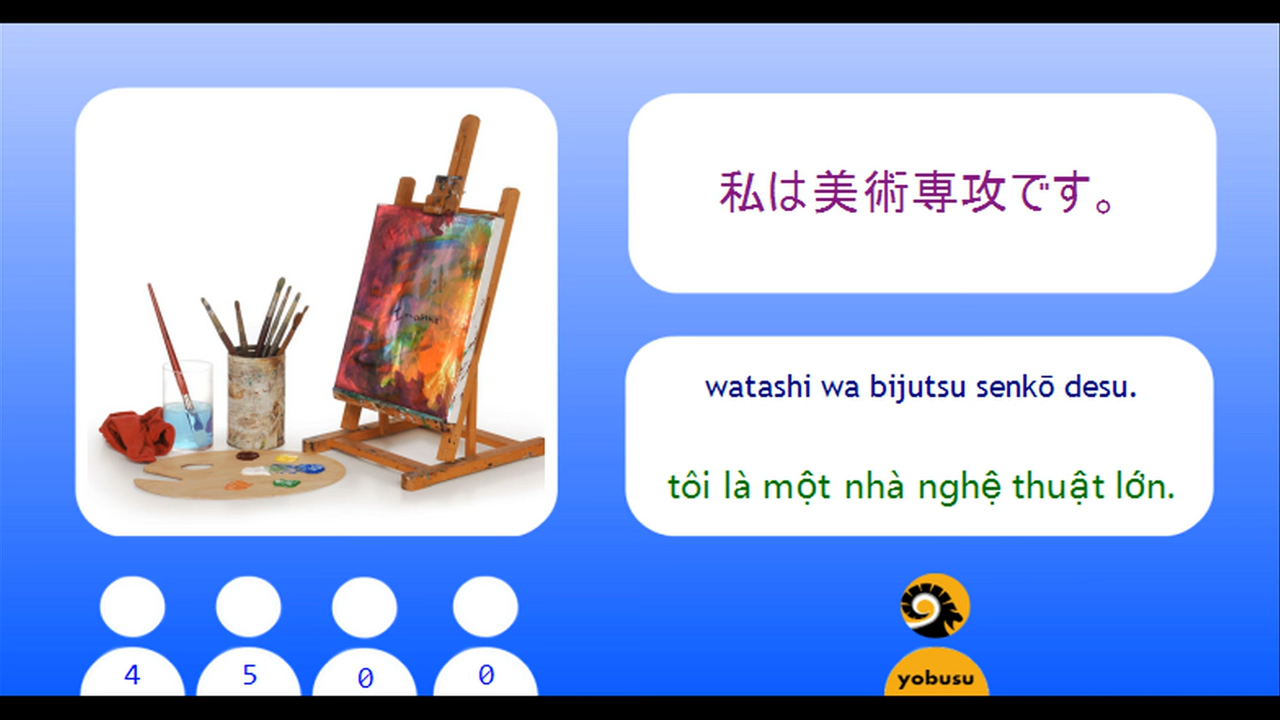 私は美術専攻です。
watashi wa bijutsu senkō desu.
tôi là một nhà nghệ thuật lớn.
4 5 0 0
yobusu